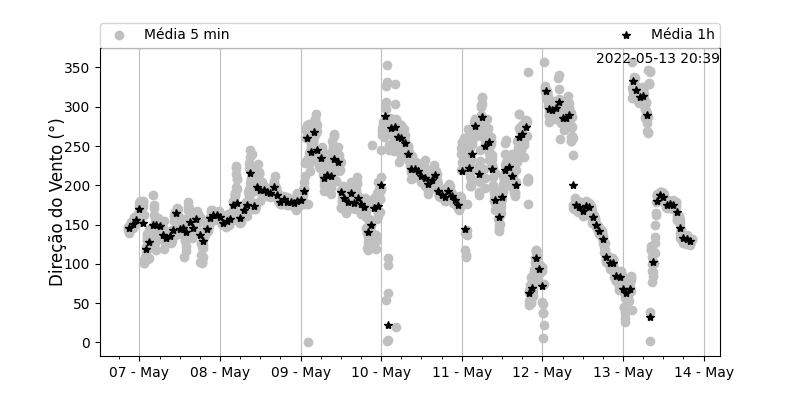 Média 5 min
Média 1h
2022-05-13 20:39
Direção do Vento (°)
350
300
250
200
150
100
50
0
07 - May
08 - May
09 - May
10 - May
11 - May
12 - May
13 - May
14 - May